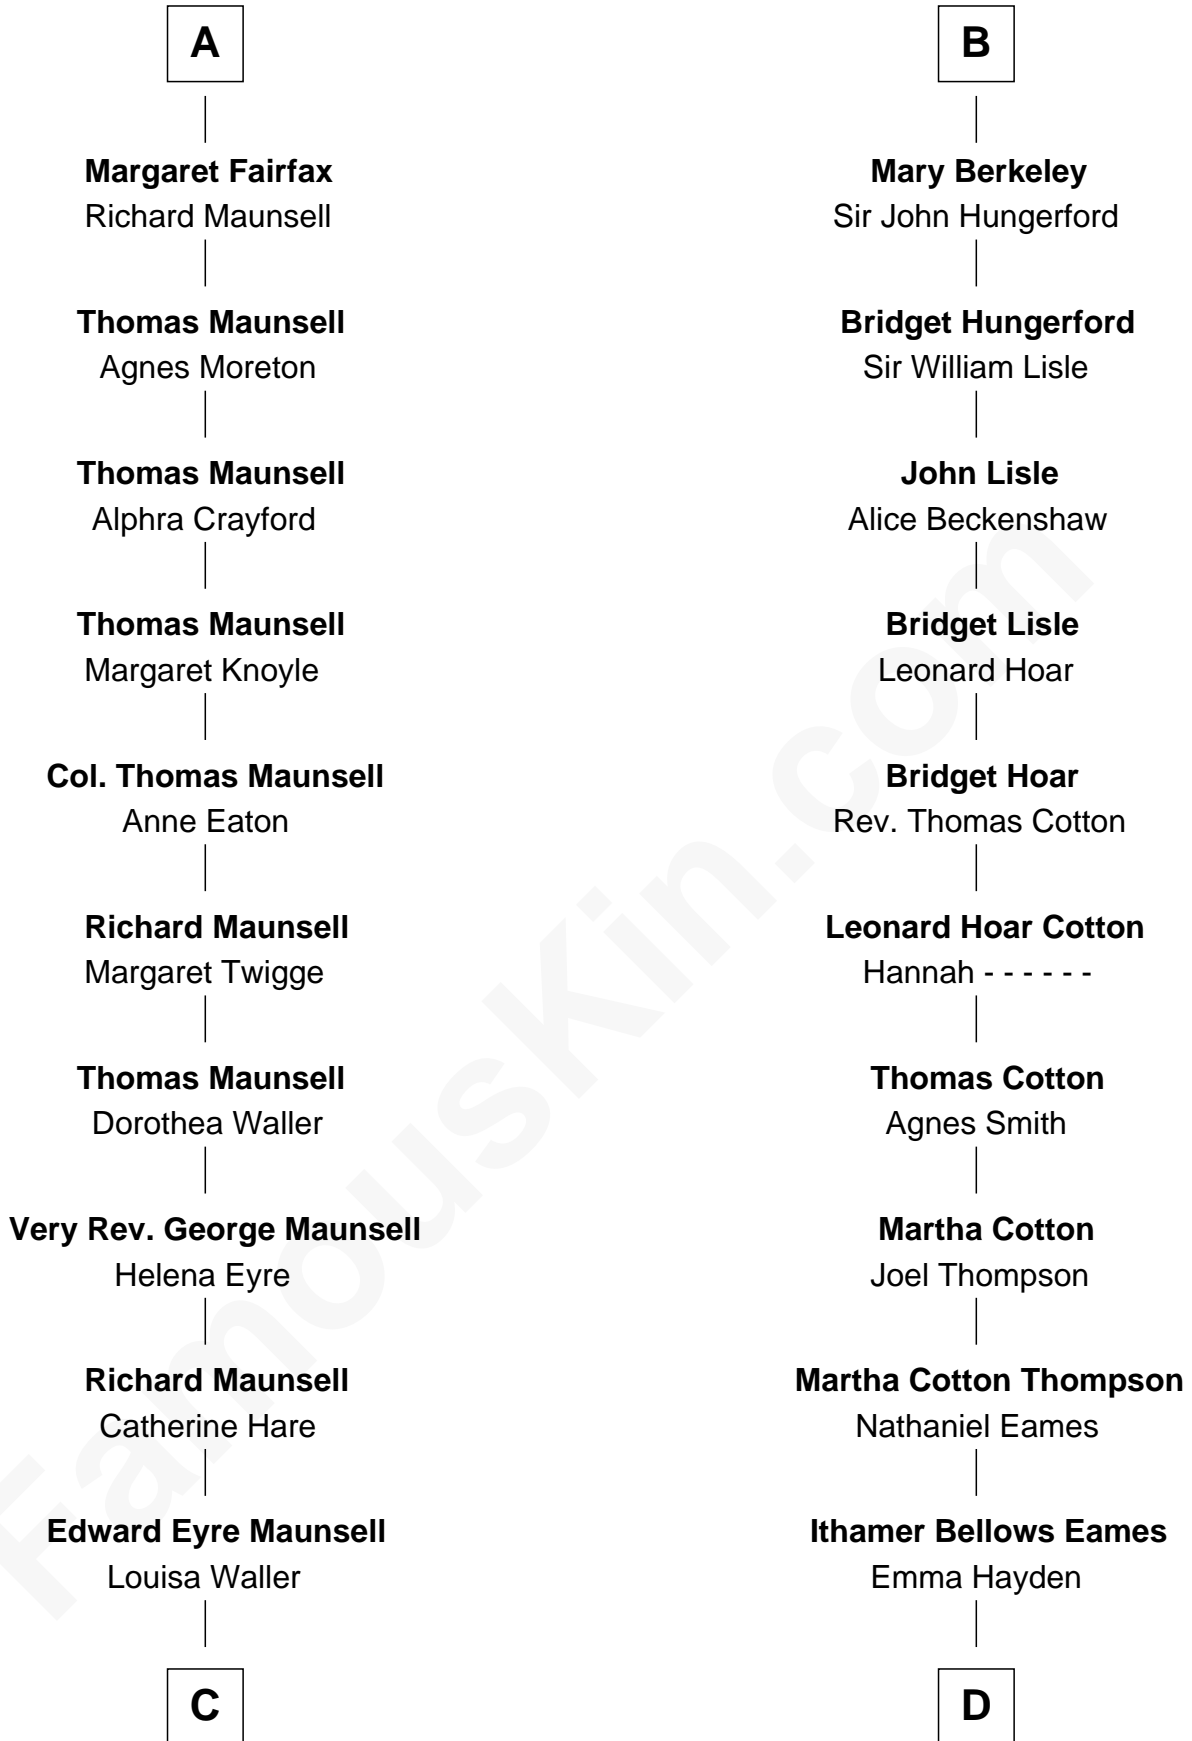 A
Margaret Fairfax
Richard Maunsell
Thomas Maunsell
Agnes Moreton
Thomas Maunsell
Alphra Crayford
Thomas Maunsell
Margaret Knoyle
Col. Thomas Maunsell
Anne Eaton
Richard Maunsell
Margaret Twigge
Thomas Maunsell
Dorothea Waller
Very Rev. George Maunsell
Helena Eyre
Richard Maunsell
Catherine Hare
Edward Eyre Maunsell
Louisa Waller
C
B
Mary Berkeley
Sir John Hungerford
Bridget Hungerford
Sir William Lisle
John Lisle
Alice Beckenshaw
Bridget Lisle
Leonard Hoar
Bridget Hoar
Rev. Thomas Cotton
Leonard Hoar Cotton
Hannah - - - - - -
Thomas Cotton
Agnes Smith
Martha Cotton
Joel Thompson
Martha Cotton Thompson
Nathaniel Eames
Ithamer Bellows Eames
Emma Hayden
D
FamousKin.com